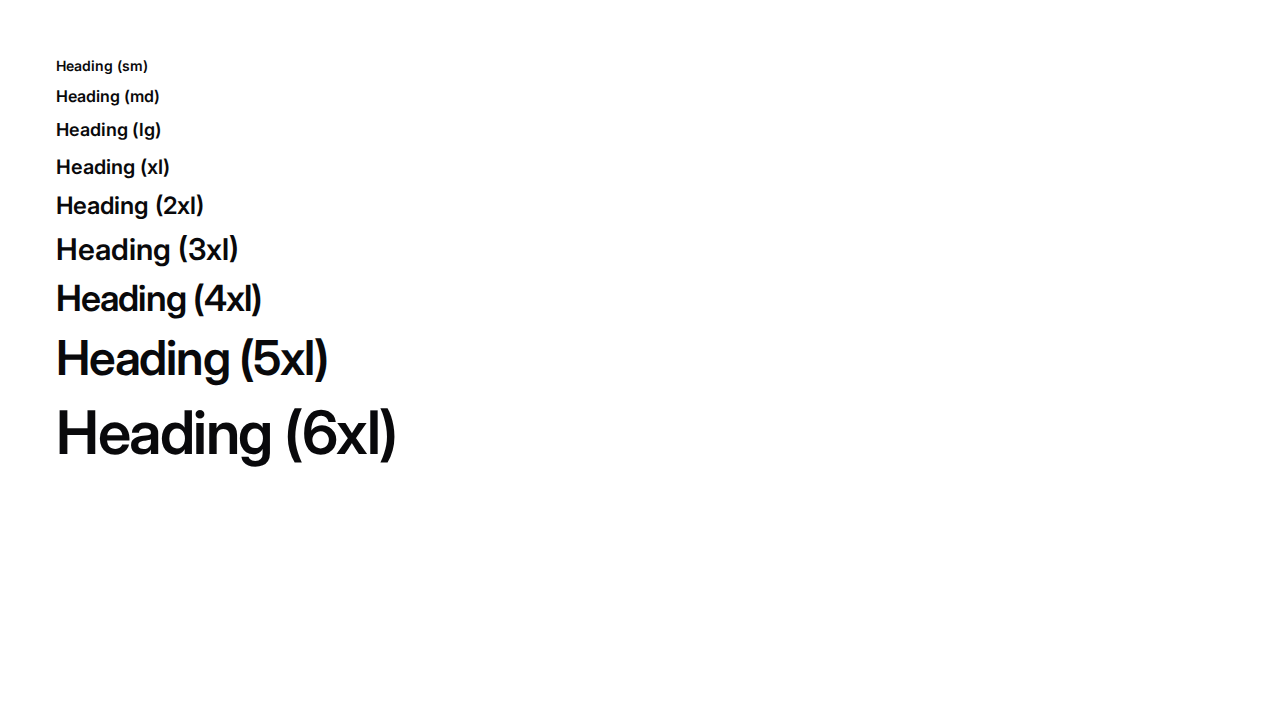 Heading (sm)
Heading (md)
Heading (lg)
Heading (xl)
Heading (2xl)
Heading (3xl)
Heading (4xl)
Heading (5xl)
Heading (6xl)